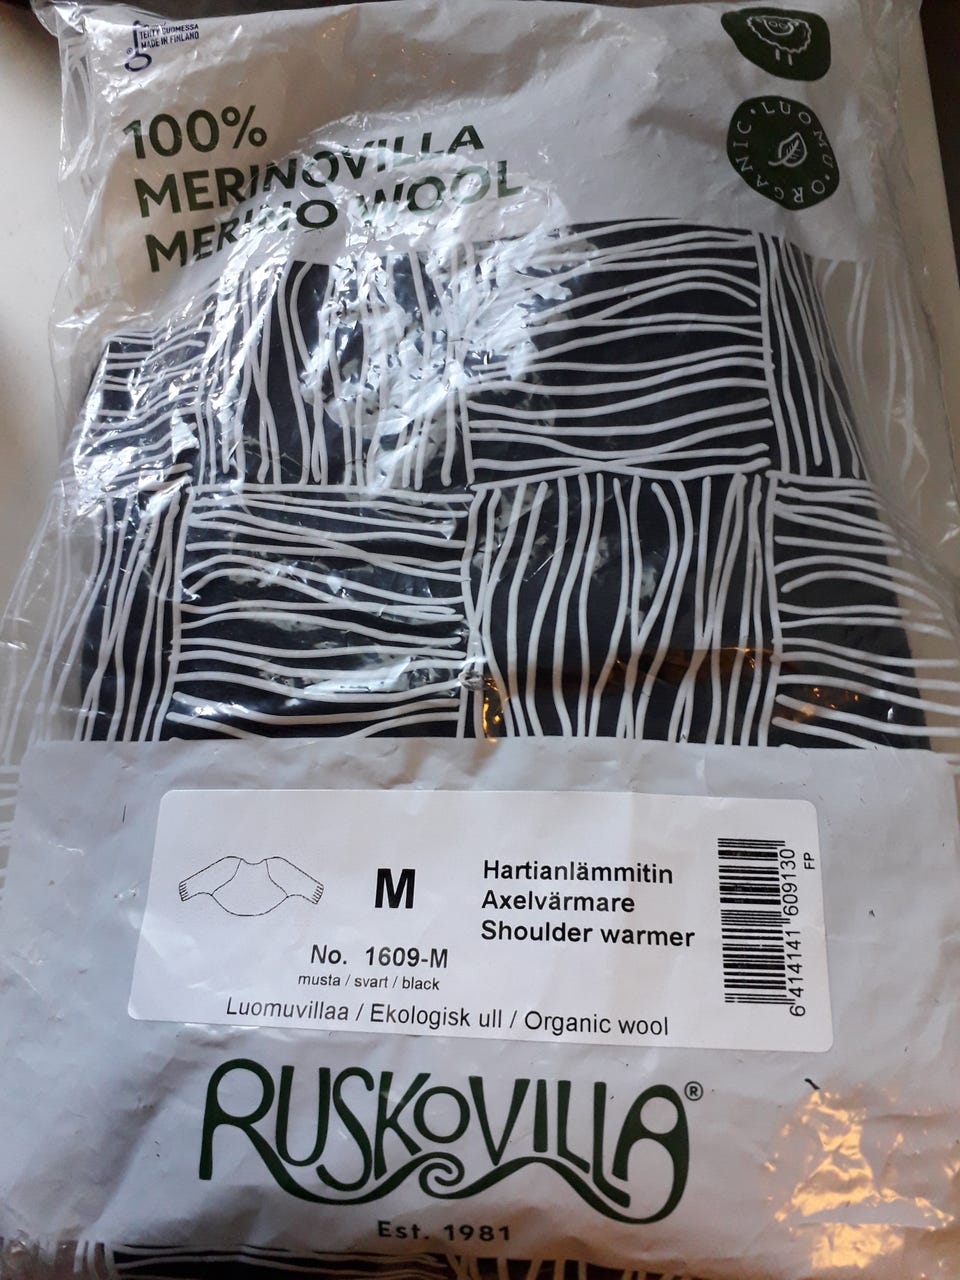 TEHTY SUOMESSA
MADE IN FINLAND
LUOMU • ORGANIC •
100%
MERINOVILLA
MERINO WOOL
M
Hartianlämmitin
Axelvärmare
Shoulder warmer
No. 1609-M
musta / svart / black
Luomuvillaa / Ekologisk ull / Organic wool
6 414141 609130
FP
RUSKOVILLA®
Est. 1981